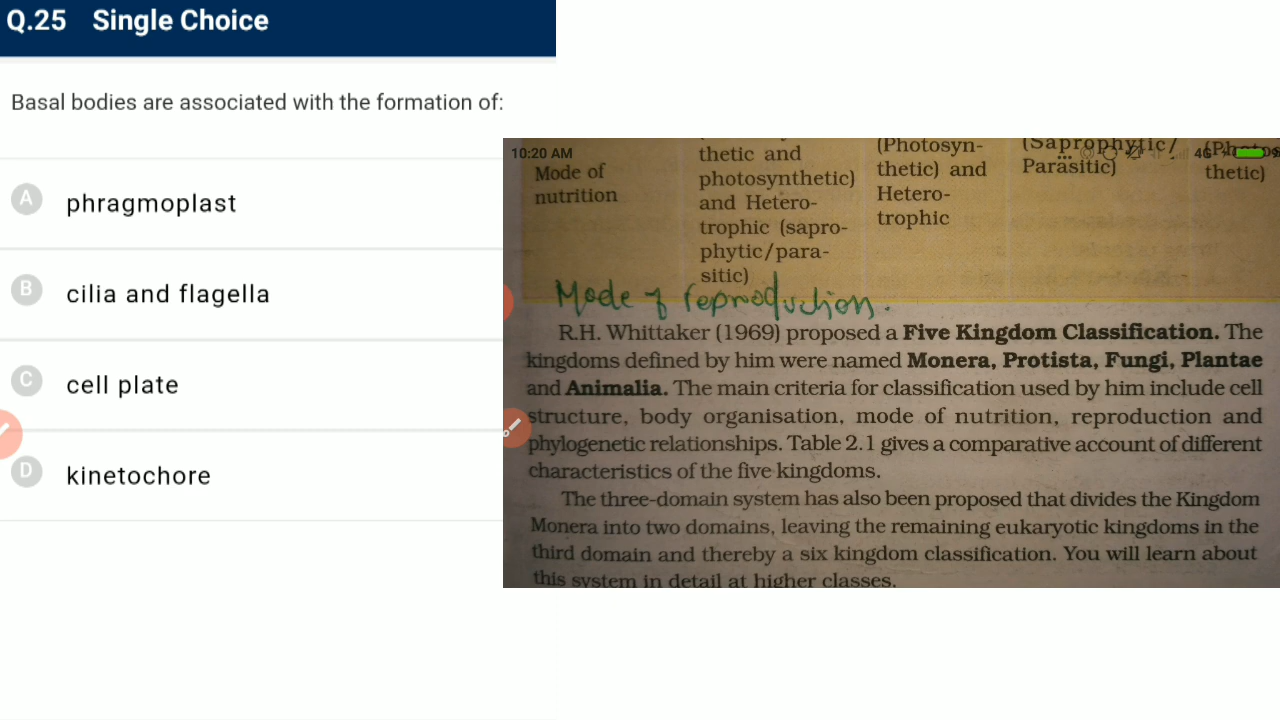 Q.25 Single Choice
Basal bodies are associated with the formation of:
A phragmoplast
B cilia and flagella
C cell plate
D kinetochore
10:20 AM
4G
Mode of
nutrition
thetic and
photosynthetic)
and Hetero-
trophic (sapro-
phytic/para-
sitic)
(Photosyn-
thetic) and
Hetero-
trophic
(Saprophytic/
Parasitic)
thetic)
Mode of reproduction.
R.H. Whittaker (1969) proposed a Five Kingdom Classification. The
kingdoms defined by him were named Monera, Protista, Fungi, Plantae
and Animalia. The main criteria for classification used by him include cell
structure, body organisation, mode of nutrition, reproduction and
phylogenetic relationships. Table 2.1 gives a comparative account of different
characteristics of the five kingdoms.
The three-domain system has also been proposed that divides the Kingdom
Monera into two domains, leaving the remaining eukaryotic kingdoms in the
third domain and thereby a six kingdom classification. You will learn about
this system in detail at higher classes.